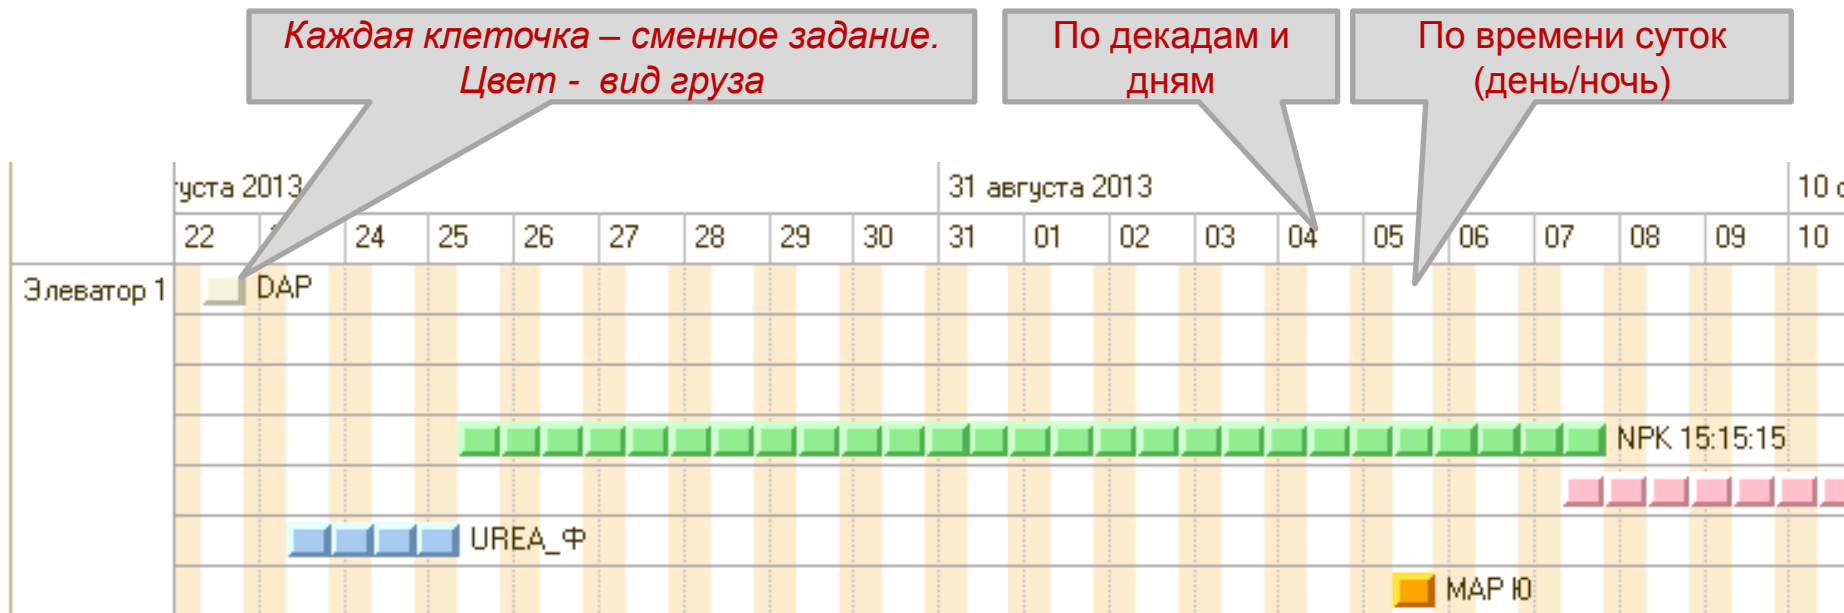 Каждая клеточка – сменное задание.
Цвет - вид груза
По декадам и
дням
По времени суток
(день/ночь)
густа 2013
31 августа 2013
10
22 24 25 26 27 28 29 30 31 01 02 03 04 05 06 07 08 09 10
Элеватор 1
DAP
NPK 15:15:15
UREA_Ф
MAP Ю